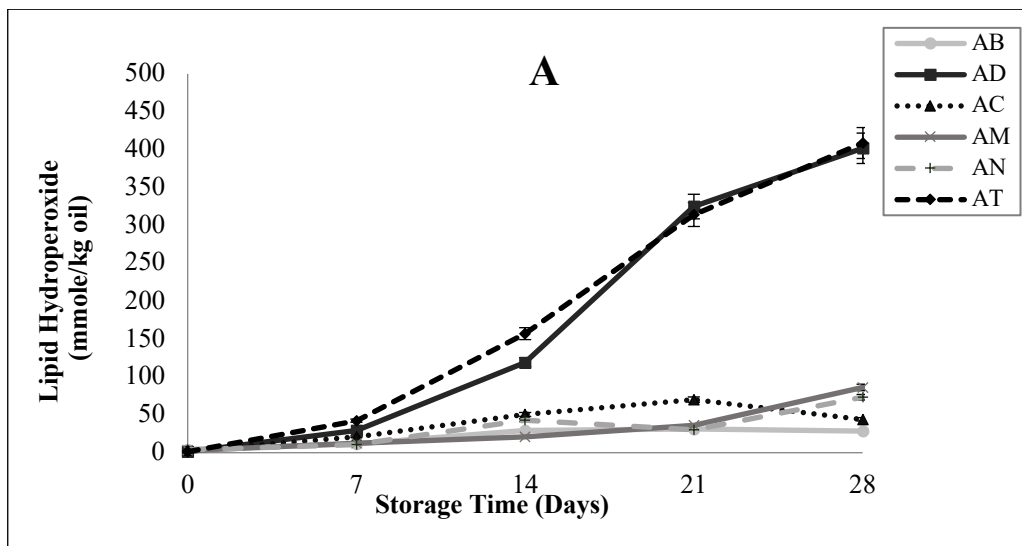 A
500
450
400
350
300
250
200
150
100
50
0
Lipid Hydroperoxide
(mmole/kg oil)
0 7 14 21 28
Storage Time (Days)
AB
AD
AC
AM
AN
AT